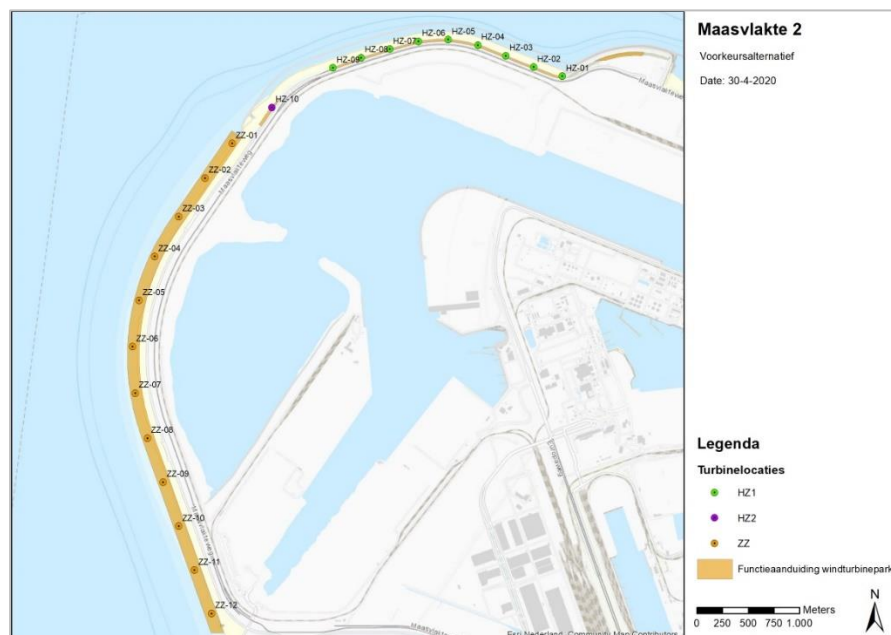 Maasvlakte 2
Voorkeursalternatief
Date: 30-4-2020
HZ-09
HZ-08
HZ-07
HZ-06
HZ-05
HZ-04
HZ-03
HZ-02
HZ-01
HZ-10
ZZ-01
ZZ-02
ZZ-03
ZZ-04
ZZ-05
ZZ-06
ZZ-07
ZZ-08
ZZ-09
ZZ-10
ZZ-11
ZZ-12
Maasvlakteweg
Maasvlakteweg
Legenda
Turbinelocaties
HZ1
HZ2
ZZ
Functieaanduiding windturbinepark
N
Meters
0 250 500 750 1.000
Esri Nederland, Community Map Contributors